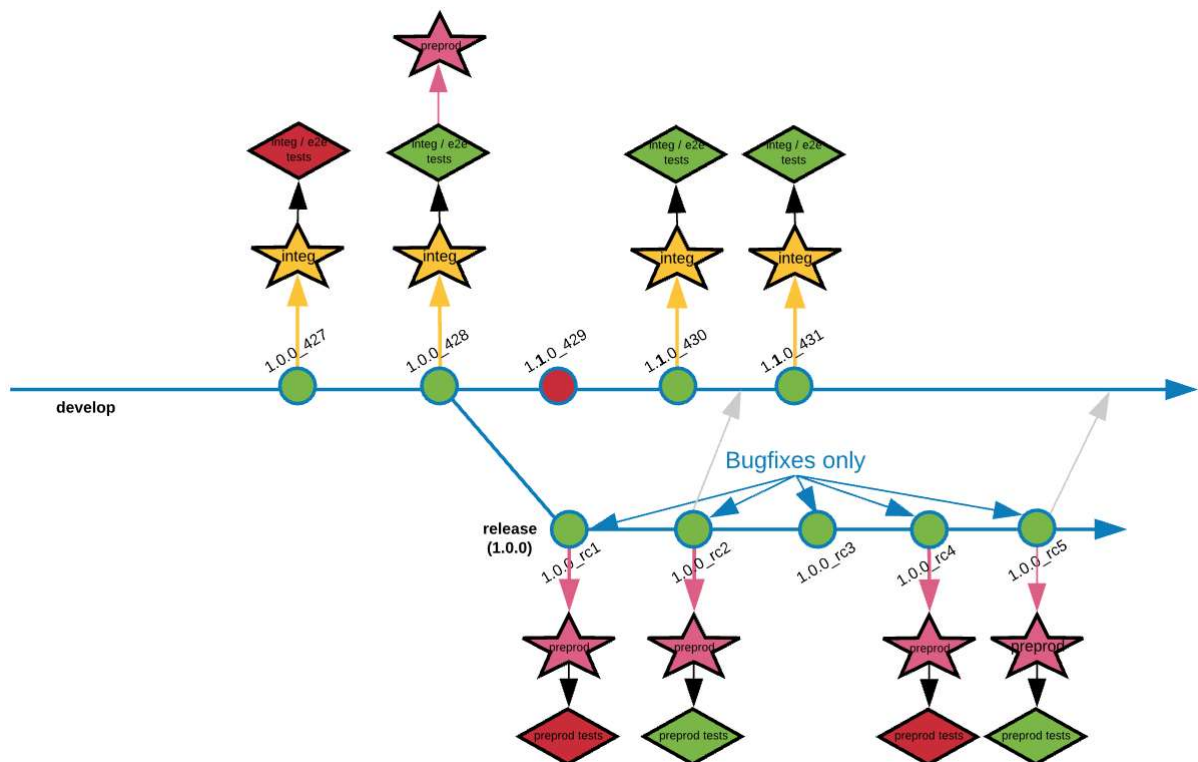 preprod
integ / e2e
tests
integ / e2e
tests
integ / e2e
tests
integ / e2e
tests
integ
integ
integ
integ
1.0.0_427
1.0.0_428
1.1.0_429
1.1.0_430
1.1.0_431
develop
Bugfixes only
release
(1.0.0)
1.0.0_rc1
1.0.0_rc2
1.0.0_rc3
1.0.0_rc4
1.0.0_rc5
preprod
preprod
preprod
preprod
preprod tests
preprod tests
preprod tests
preprod tests